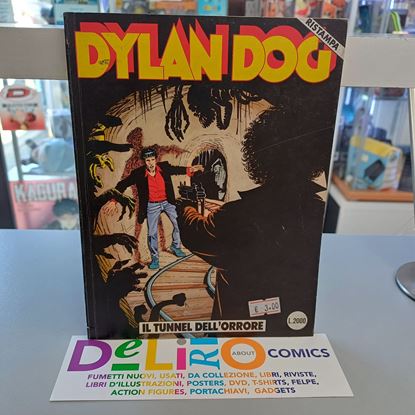 DYLAN DOG
RISTAMPA
€ 3.00
IL TUNNEL DELL'ORRORE
L.2000
DeLiRiO
ABOUT
COMICS
FUMETTI NUOVI, USATI, DA COLLEZIONE, LIBRI, RIVISTE,
LIBRI D'ILLUSTRAZIONI, POSTERS, DVD, T-SHIRTS, FELPE,
ACTION FIGURES, PORTACHIAVI, GADGETS
KAGURA